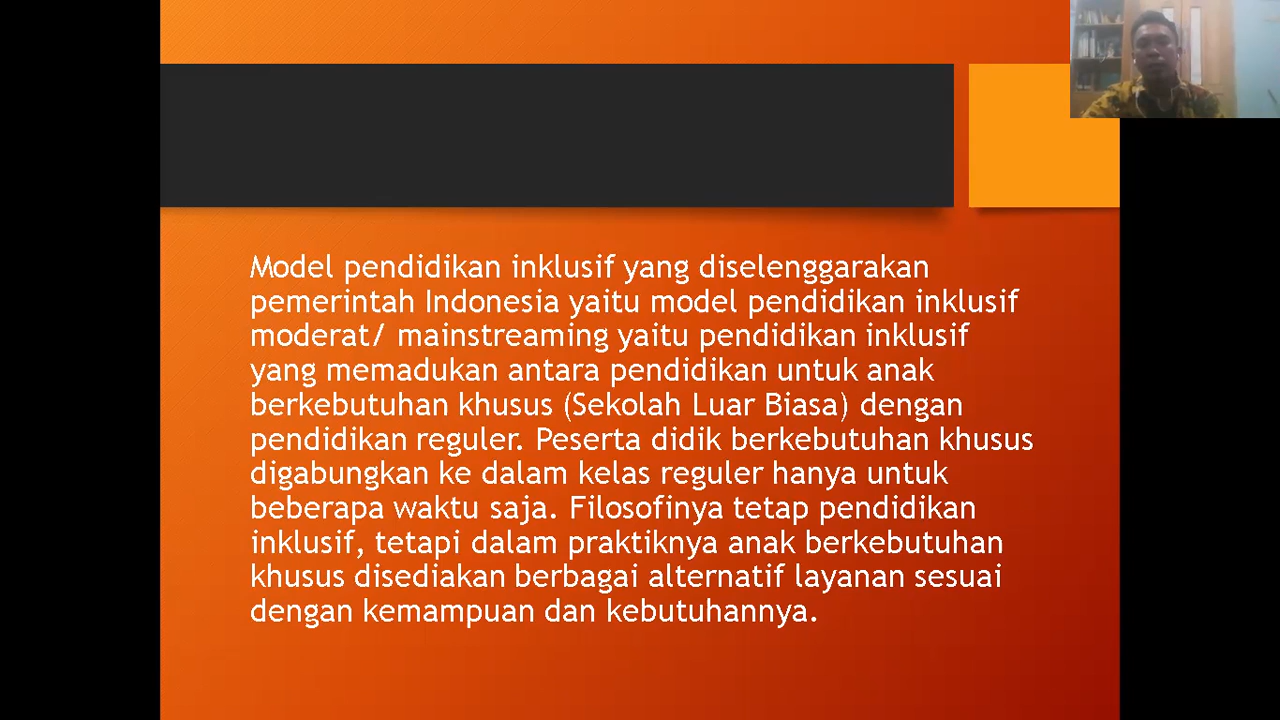 Model pendidikan inklusif yang diselenggarakan
pemerintah Indonesia yaitu model pendidikan inklusif
moderat/ mainstreaming yaitu pendidikan inklusif
yang memadukan antara pendidikan untuk anak
berkebutuhan khusus (Sekolah Luar Biasa) dengan
pendidikan reguler. Peserta didik berkebutuhan khusus
digabungkan ke dalam kelas reguler hanya untuk
beberapa waktu saja. Filosofinya tetap pendidikan
inklusif, tetapi dalam praktiknya anak berkebutuhan
khusus disediakan berbagai alternatif layanan sesuai
dengan kemampuan dan kebutuhannya.